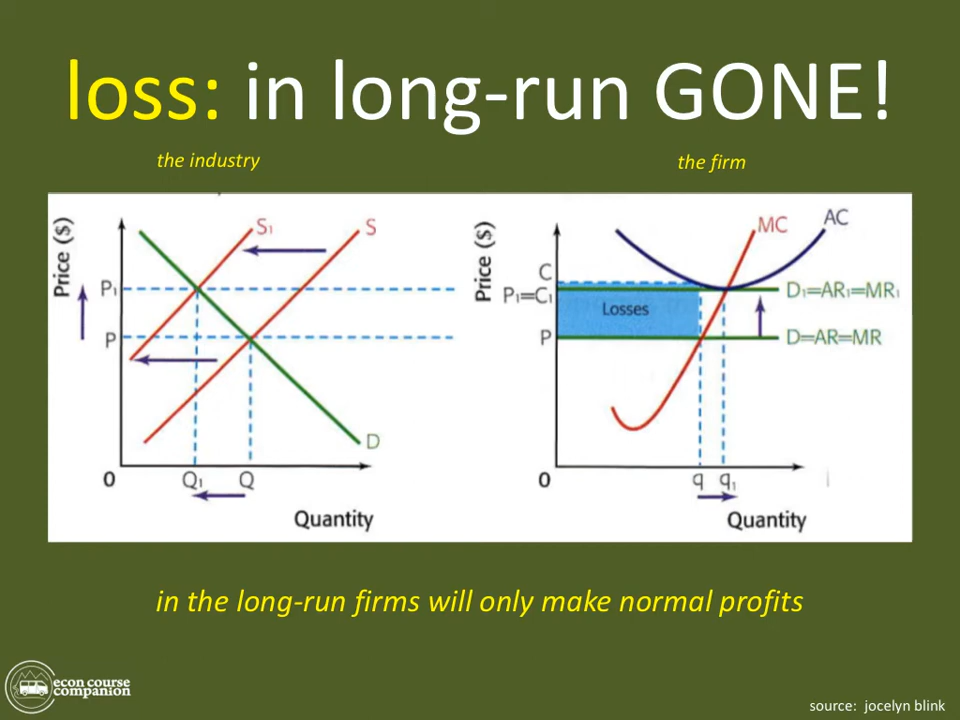 loss: in long-run GONE!
the industry
the firm
Price ($)
S₁
S
P₁
P
D
0
Q₁
Q
Quantity
Price ($)
MC
AC
C
P₁=C₁
Losses
D₁=AR₁=MR₁
P
D=AR=MR
0
q
q₁
Quantity
in the long-run firms will only make normal profits
econ course
companion
source: jocelyn blink